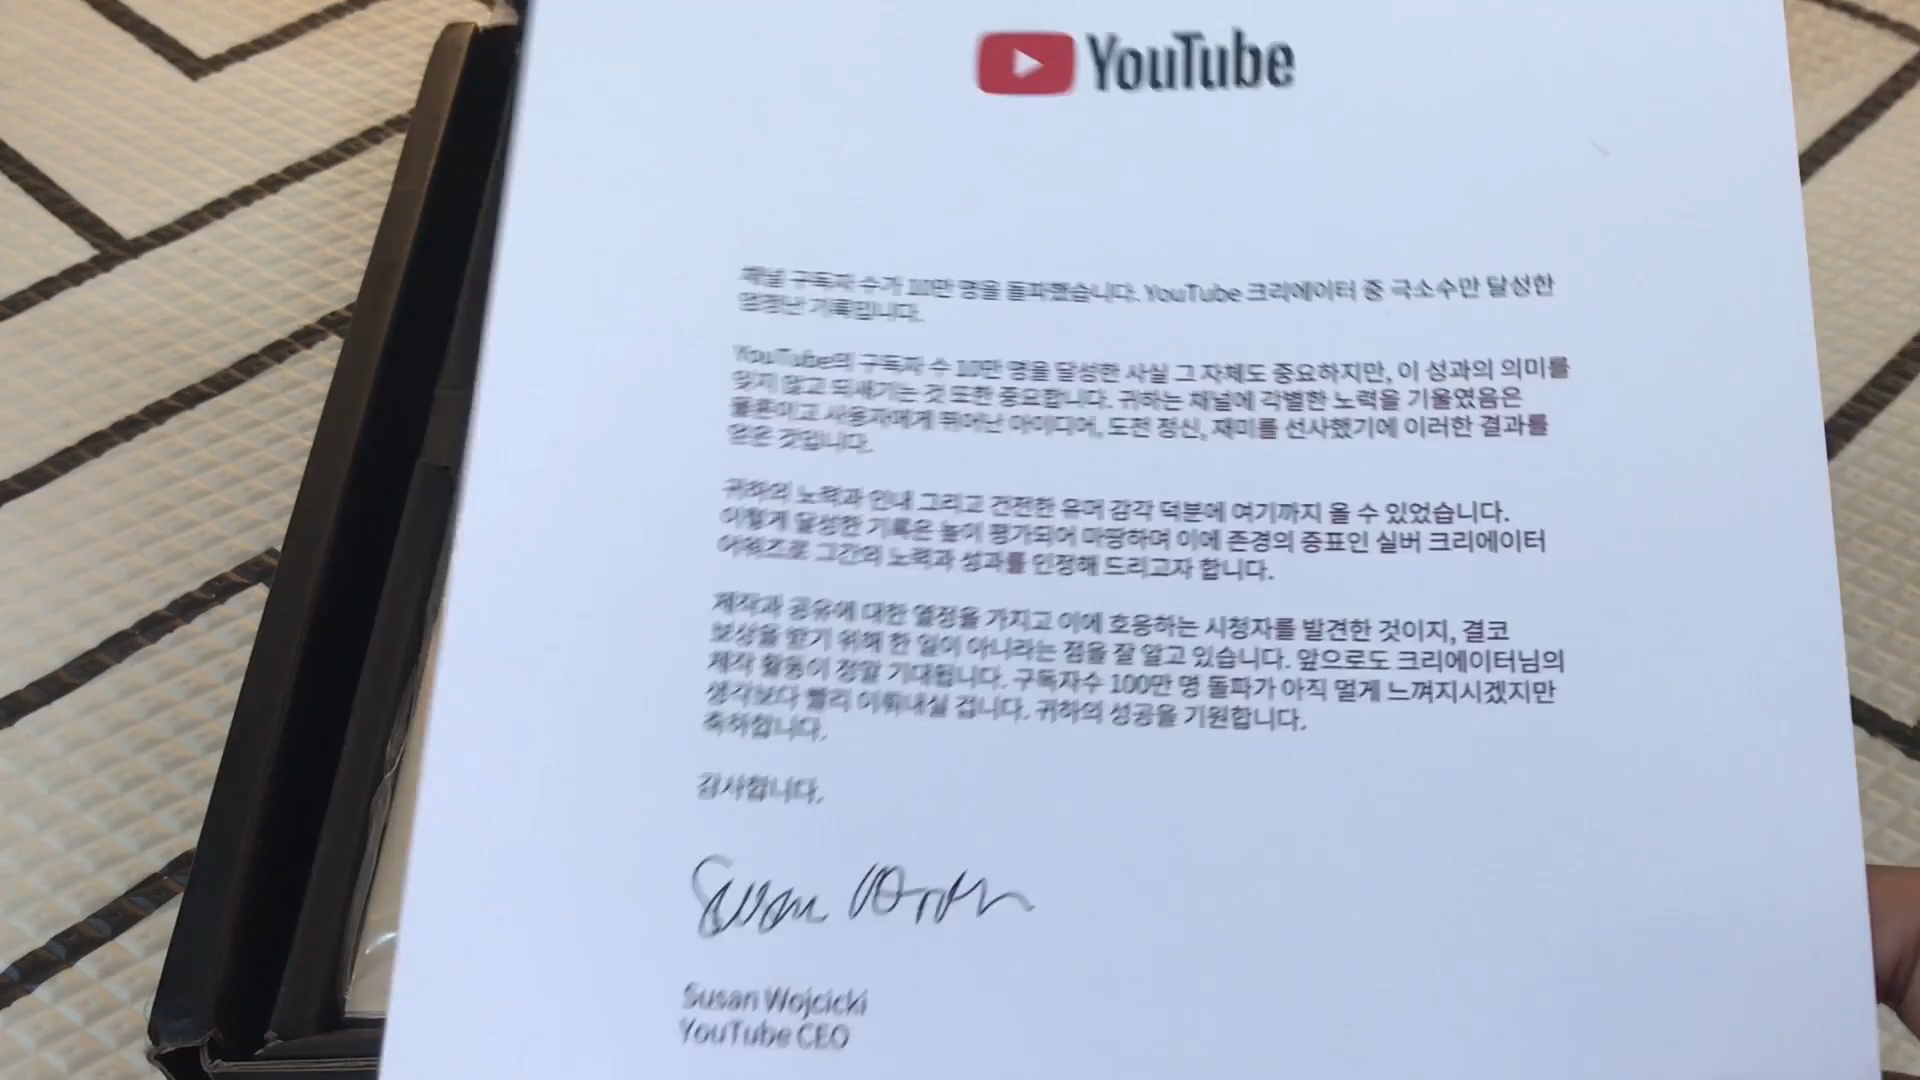 YouTube
채널 구독자 수가 10만 명을 돌파했습니다. YouTube 크리에이터 중 극소수만 달성한
엄청난 기록입니다.
YouTube의 구독자 수 10만 명을 달성한 사실 그 자체도 중요하지만, 이 성과의 의미를
잊지 않고 되새기는 것 또한 중요합니다. 귀하는 채널에 각별한 노력을 기울였음은
물론이고 사용자에게 뛰어난 아이디어, 도전 정신, 재미를 선사했기에 이러한 결과를
얻은 것입니다.
귀하의 노력과 인내 그리고 건전한 유머 감각 덕분에 여기까지 올 수 있었습니다.
이렇게 달성한 기록은 높이 평가되어 마땅하며 이에 존경의 증표인 실버 크리에이터
어워즈로 그간의 노력과 성과를 인정해 드리고자 합니다.
제작과 공유에 대한 열정을 가지고 이에 호응하는 시청자를 발견한 것이지, 결코
보상을 받기 위해 한 일이 아니라는 점을 잘 알고 있습니다. 앞으로도 크리에이터님의
제작 활동이 정말 기대됩니다. 구독자수 100만 명 돌파가 아직 멀게 느껴지시겠지만
생각보다 빨리 이뤄내실 겁니다. 귀하의 성공을 기원합니다.
축하합니다.
감사합니다.
Susan Wojcicki
YouTube CEO